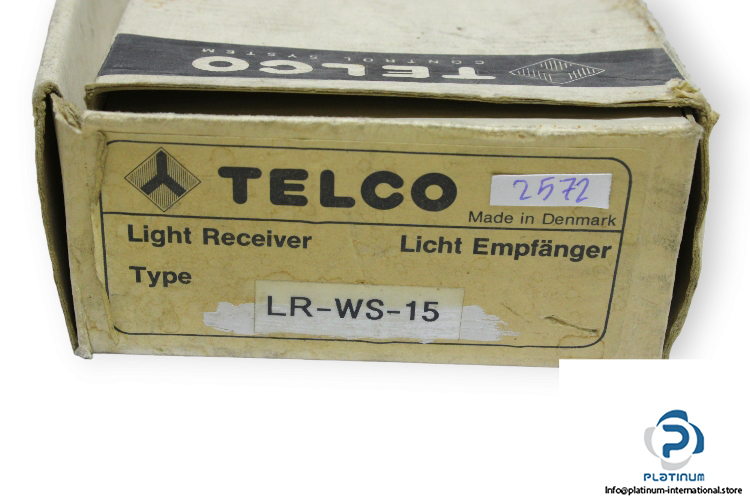 TELCO
CONTROL SYSTEM
TELCO
2572
Made in Denmark
Light Receiver Licht Empfänger
Type
LR-WS-15
PLATINUM
Info@platinum-international.store